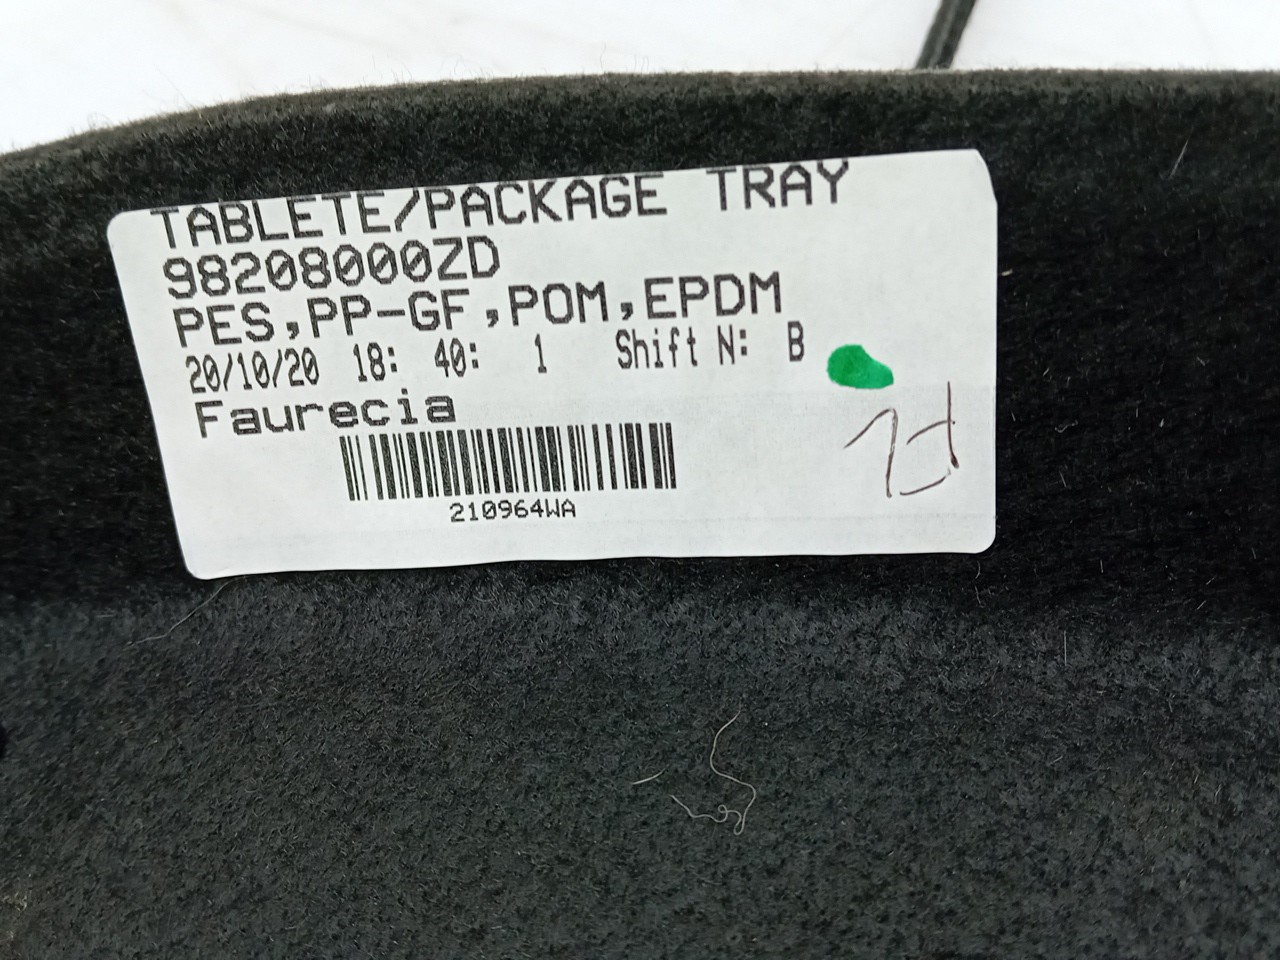 TABLETE/PACKAGE TRAY
98208000ZD
PES,PP-GF,POM,EPDM
20/10/20 18: 40: 1 Shift N: B
Faurecia
210964WA